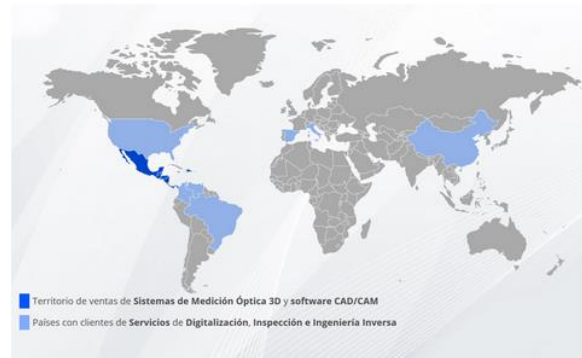 Territorio de ventas de Sistemas de Medición Óptica 3D y software CAD/CAM
Países con clientes de Servicios de Digitalización, Inspección e Ingeniería Inversa